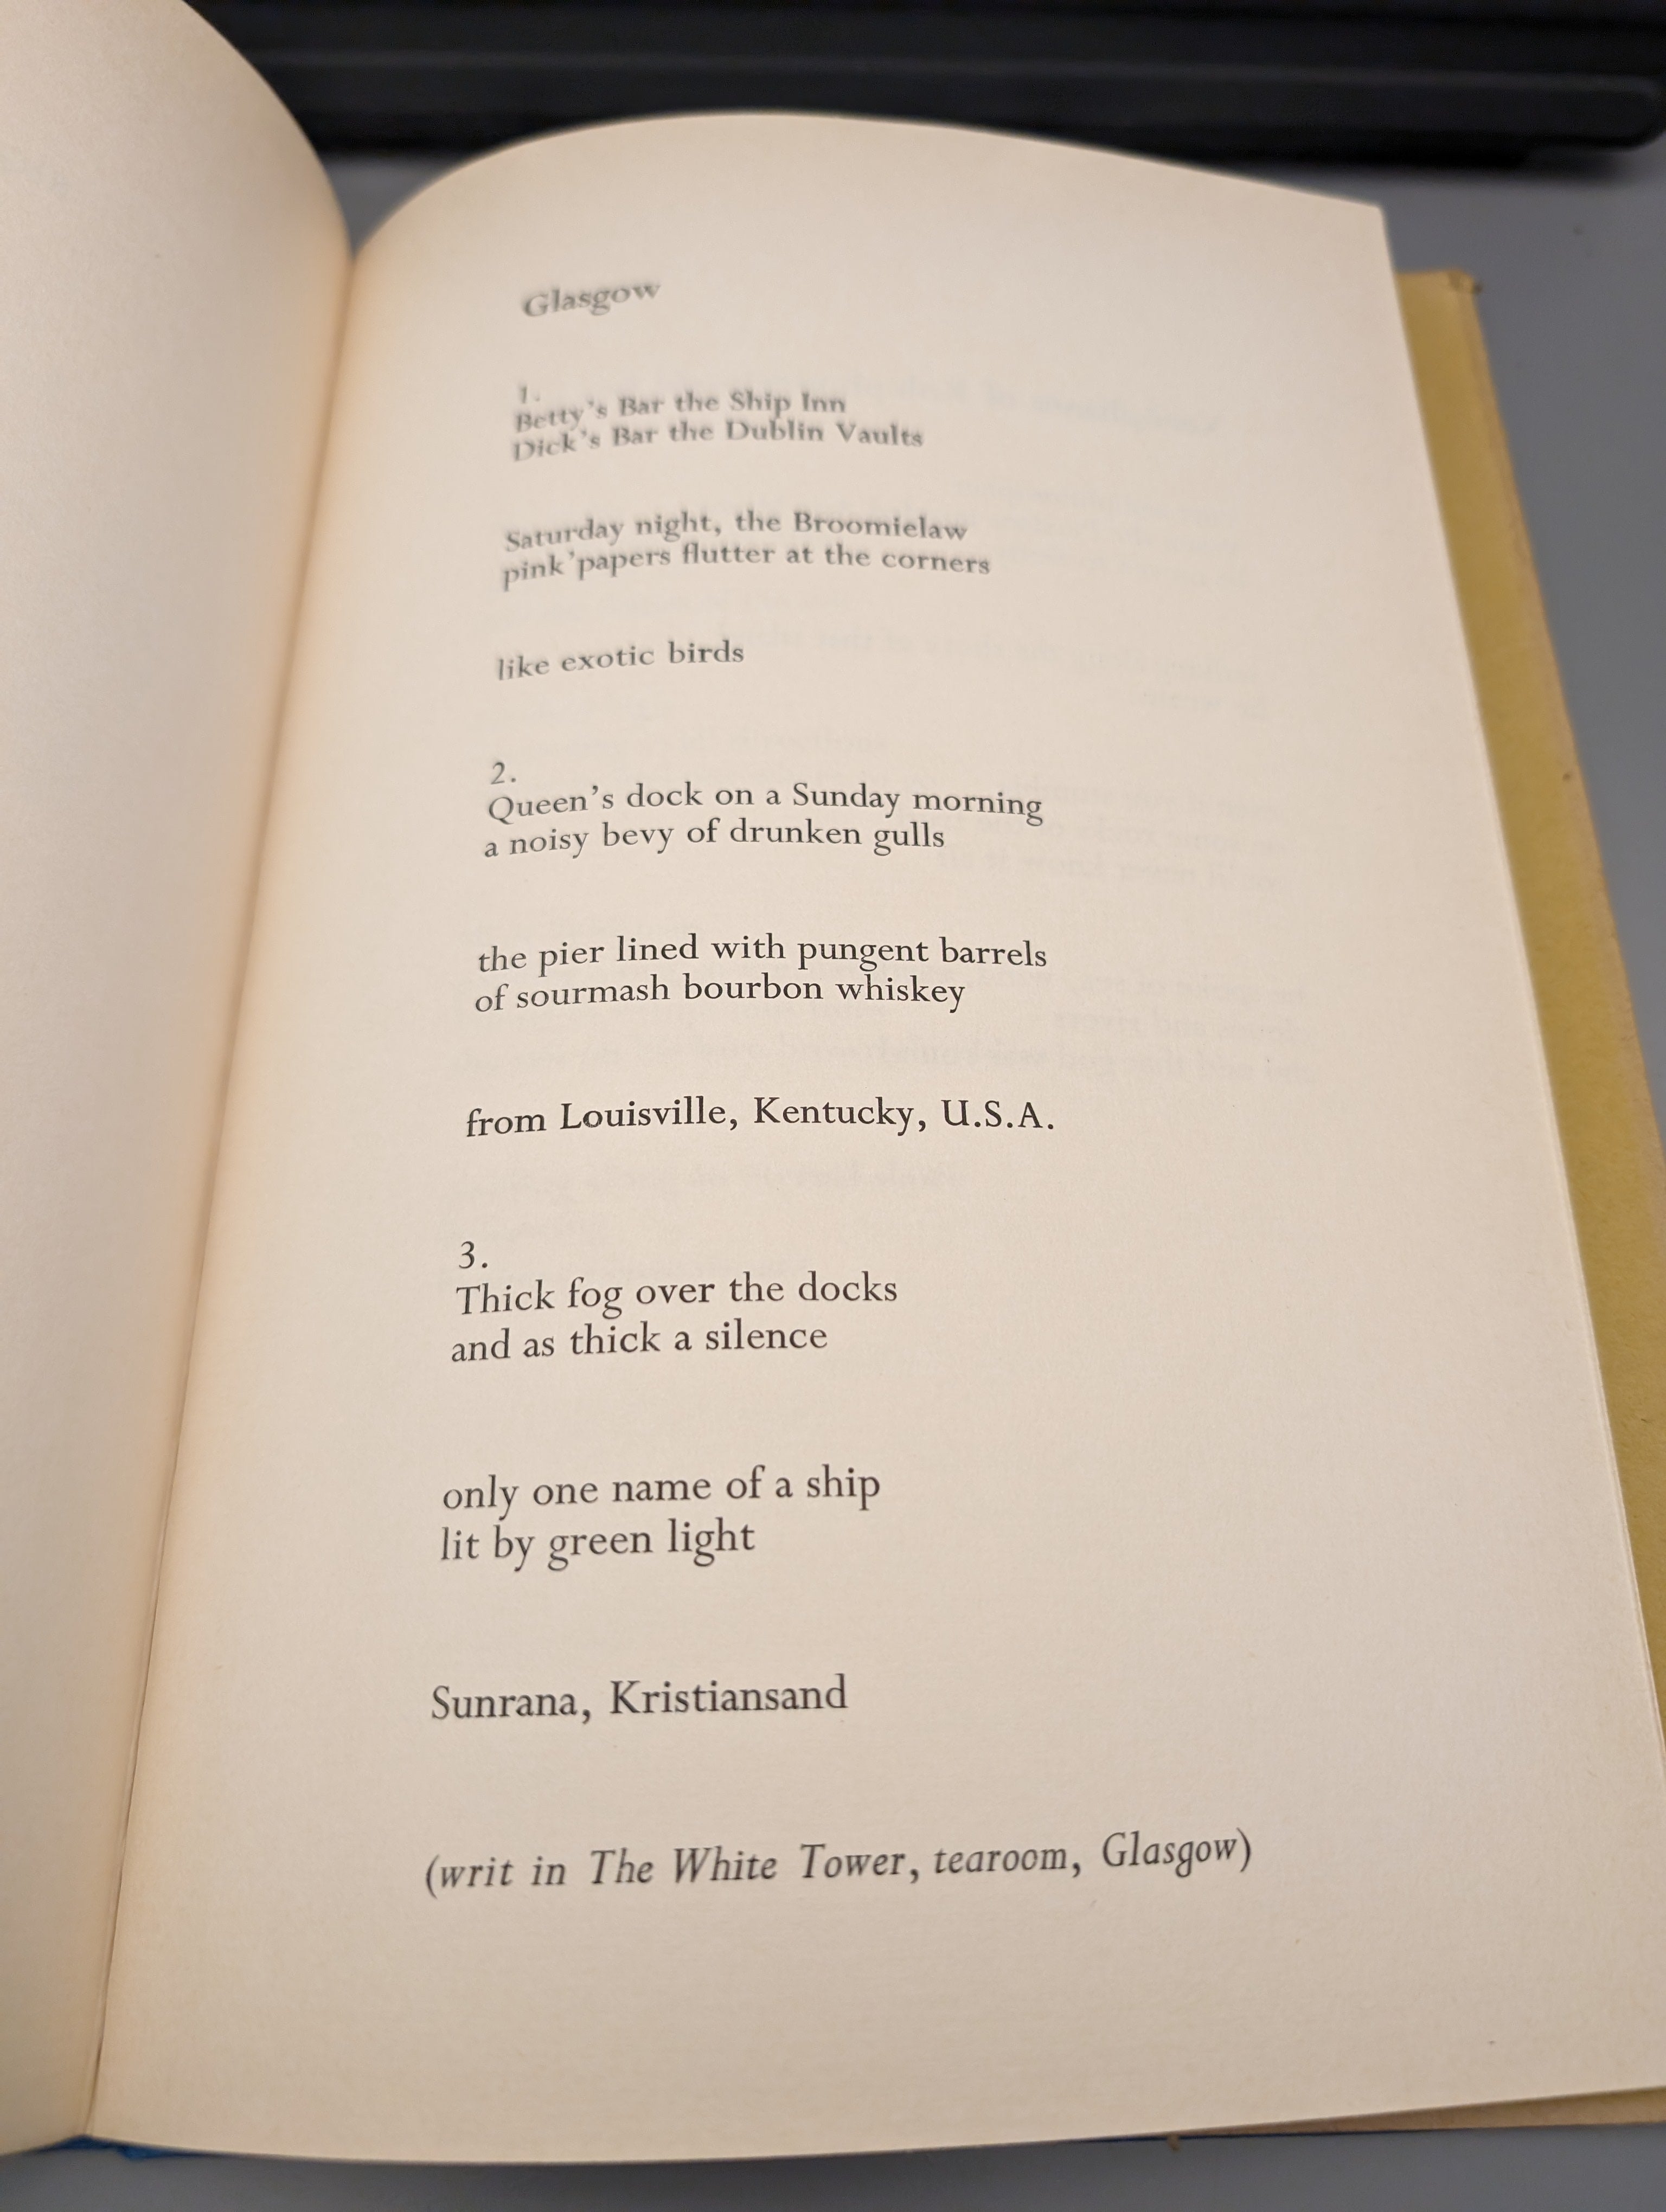 Glasgow
1.
Betty's Bar the Ship Inn
Dick's Bar the Dublin Vaults
Saturday night, the Broomielaw
pink 'papers flutter at the corners
like exotic birds
2.
Queen's dock on a Sunday morning
a noisy bevy of drunken gulls
the pier lined with pungent barrels
of sourmash bourbon whiskey
from Louisville, Kentucky, U.S.A.
3.
Thick fog over the docks
and as thick a silence
only one name of a ship
lit by green light
Sunrana, Kristiansand
(writ in The White Tower, tearoom, Glasgow)